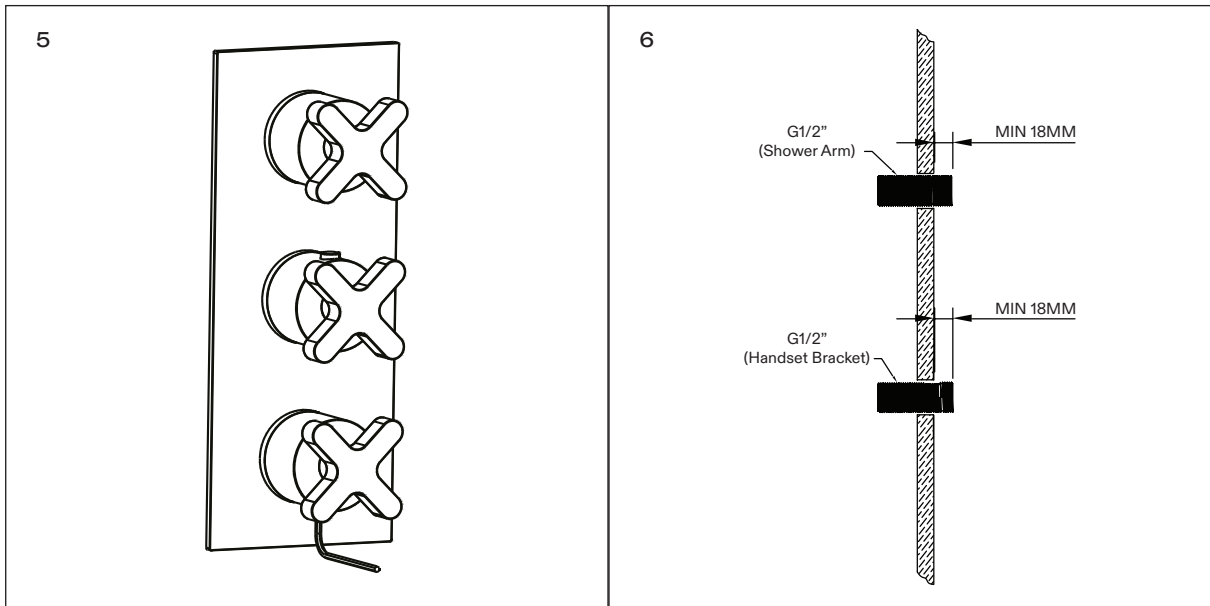 5
6
G1/2”
(Shower Arm)
MIN 18MM
MIN 18MM
G1/2”
(Handset Bracket)